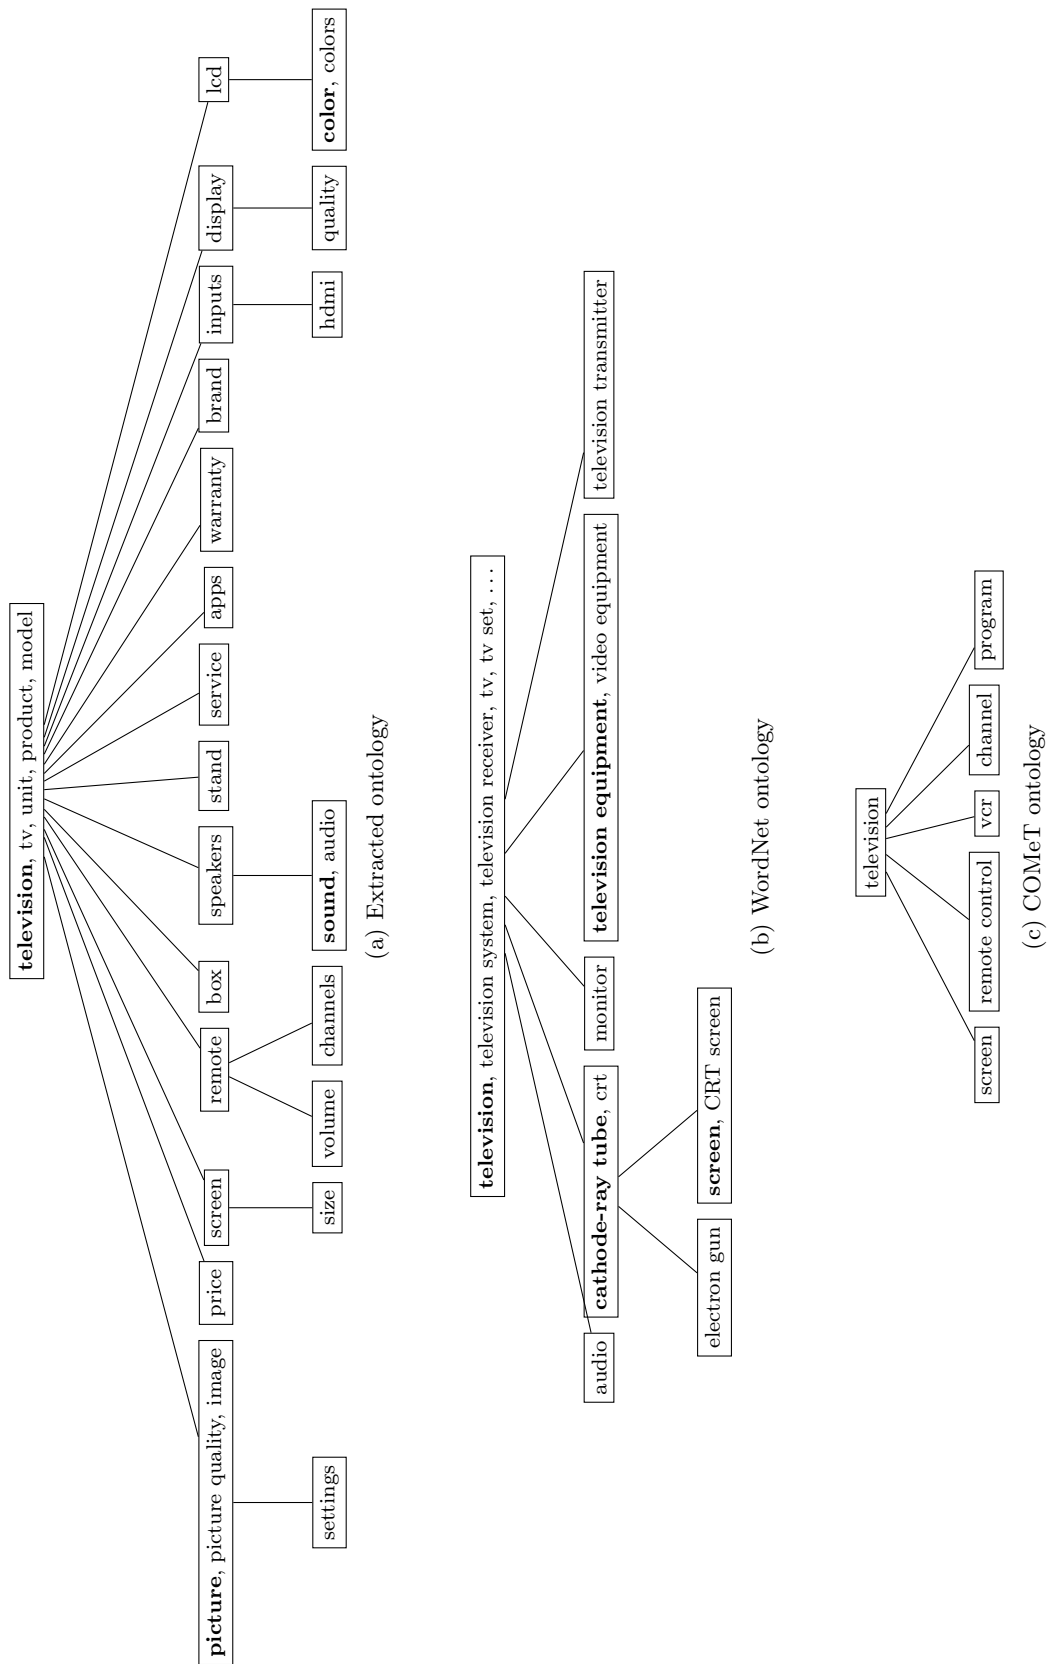 television, tv, unit, product, model
picture, picture quality, image
price
screen
remote
box
speakers
stand
service
apps
warranty
brand
inputs
display
lcd
settings
size
volume
channels
sound, audio
hdmi
quality
color, colors
(a) Extracted ontology
television, television system, television receiver, tv, tv set, ...
audio
cathode-ray tube, crt
monitor
television equipment, video equipment
television transmitter
electron gun
screen, CRT screen
(b) WordNet ontology
television
screen
remote control
vcr
channel
program
(c) COMeT ontology